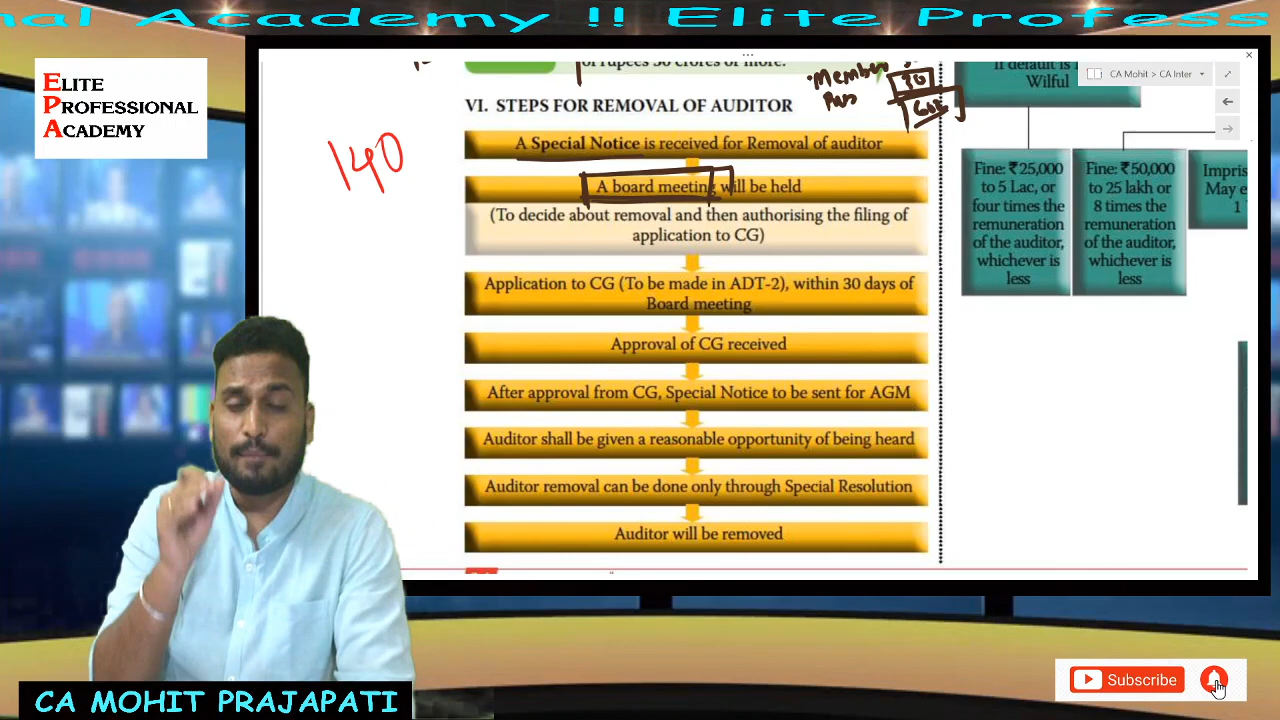 nal Academy !! Elite Profess
ELITE
PROFESSIONAL
ACADEMY
of rupees 50 crores or more.
Member
90
VI. STEPS FOR REMOVAL OF AUDITOR
140
A Special Notice is received for Removal of auditor
A board meeting will be held
(To decide about removal and then authorising the filing of
application to CG)
Application to CG (To be made in ADT-2), within 30 days of
Board meeting
Approval of CG received
After approval from CG, Special Notice to be sent for AGM
Auditor shall be given a reasonable opportunity of being heard
Auditor removal can be done only through Special Resolution
Auditor will be removed
If default is
Wilful
CA Mohit > CA Inter
Fine: ₹25,000
to 5 Lac, or
four times the
remuneration
of the auditor,
whichever is
less
Fine: ₹50,000
to 25 lakh or
8 times the
remuneration
of the auditor,
whichever is
less
Impris
May e
1
CA MOHIT PRAJAPATI
Subscribe